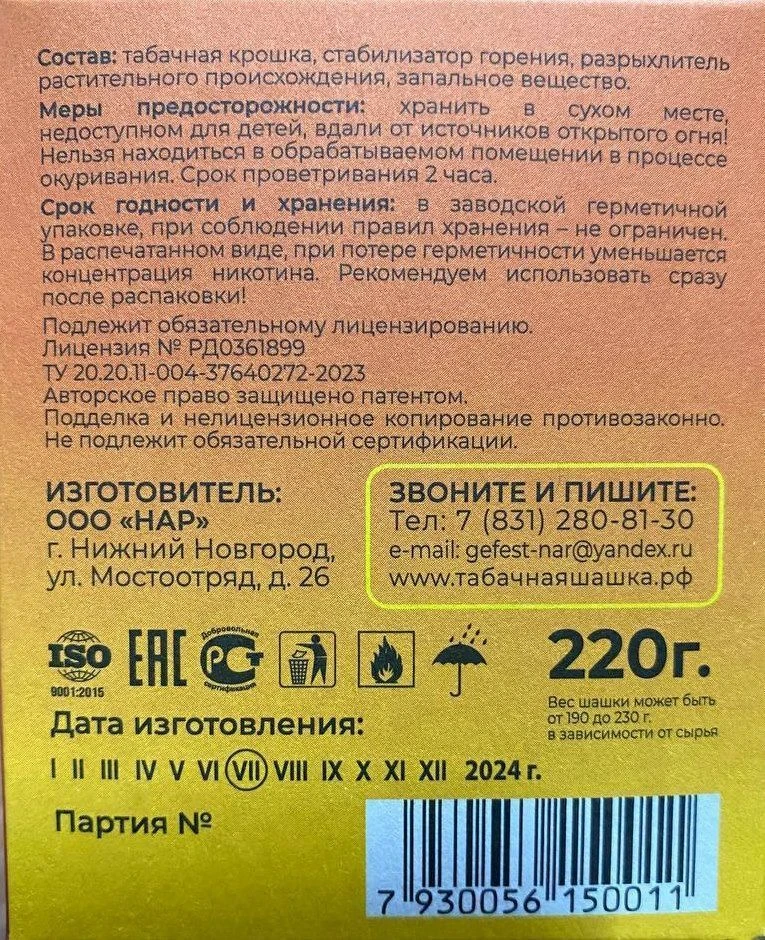 Состав: табачная крошка, стабилизатор горения, разрыхлитель
растительного происхождения, запальное вещество.
Меры предосторожности: хранить в сухом месте,
недоступном для детей, вдали от источников открытого огня!
Нельзя находиться в обрабатываемом помещении в процессе
окуривания. Срок проветривания 2 часа.
Срок годности и хранения: в заводской герметичной
упаковке, при соблюдении правил хранения – не ограничен.
В распечатанном виде, при потере герметичности уменьшается
концентрация никотина. Рекомендуем использовать сразу
после распаковки!
Подлежит обязательному лицензированию.
Лицензия № РД0361899
ТУ 20.20.11-004-37640272-2023
Авторское право защищено патентом.
Подделка и нелицензионное копирование противозаконно.
Не подлежит обязательной сертификации.
ИЗГОТОВИТЕЛЬ:
ООО «НАР»
г. Нижний Новгород,
ул. Мостоотряд, д. 26
ЗВОНИТЕ И ПИШИТЕ:
Тел: 7 (831) 280-81-30
e-mail: gefest-nar@yandex.ru
www.табачнаяшашка.рф
ISO
9001:2015
EAC
Добровольная
РСТ
сертификация
220г.
Вес шашки может быть
от 190 до 230 г.
в зависимости от сырья
Дата изготовления:
I II III IV V VI VII VIII IX X XI XII 2024 г.
Партия №
7 930056 150011